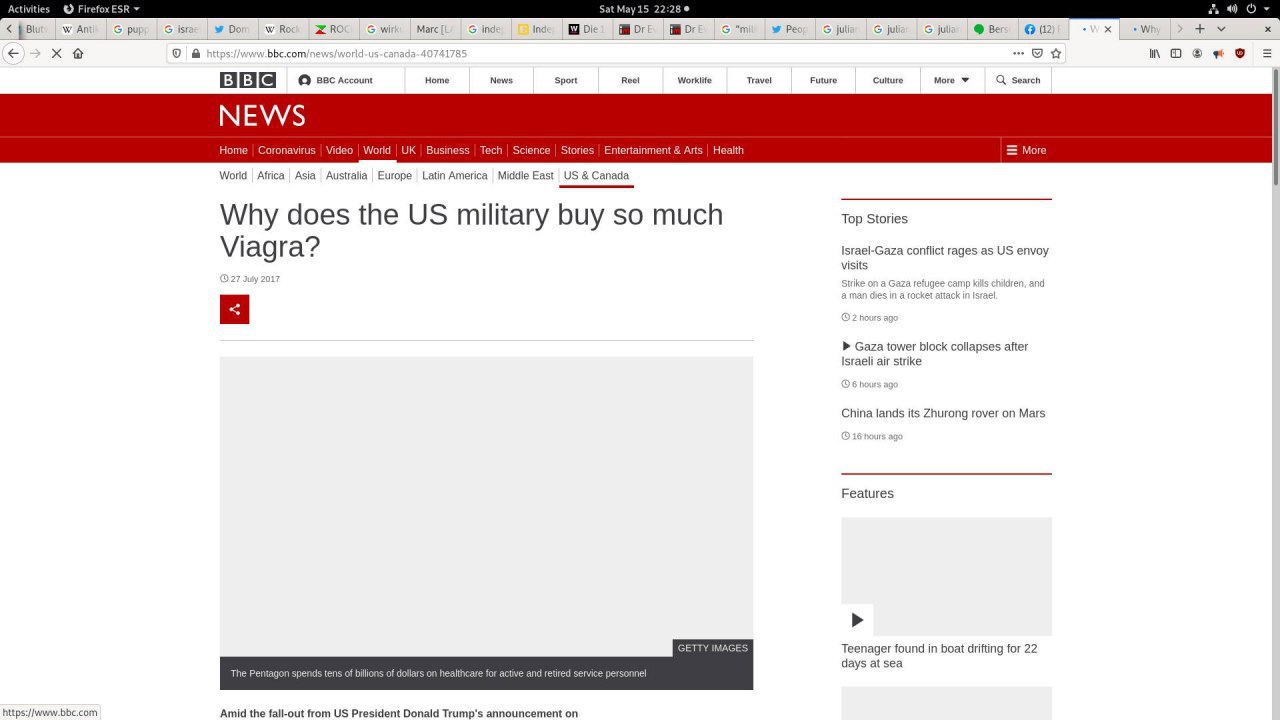 Activities
Firefox ESR
Sat May 15 22:28
Blut
Antik
pupp
Israe
Dom
Wok
Rock
ROC
wild
Mad
Blut
Inde
Die l
Dr Ev
Dr Ev
"mit
Peop
julian
julia
julia
Bers
(12) F
W
Why
https://www.bbc.com/news/world-us-canada-40741785
BBC
BBC Account
Home
News
Sport
Reel
Worklife
Travel
Future
Culture
More
Search
NEWS
Home
Coronavirus
Video
World
UK
Business
Tech
Science
Stories
Entertainment & Arts
Health
More
World
Africa
Asia
Australia
Europe
Latin America
Middle East
US & Canada
Why does the US military buy so much
Viagra?
27 July 2017
GETTY IMAGES
The Pentagon spends tens of billions of dollars on healthcare for active and retired service personnel
Amid the fall-out from US President Donald Trump's announcement on
Top Stories
Israel-Gaza conflict rages as US envoy
visits
Strike on a Gaza refugee camp kills children, and
a man dies in a rocket attack in Israel.
2 hours ago
Gaza tower block collapses after
Israeli air strike
6 hours ago
China lands its Zhurong rover on Mars
16 hours ago
Features
Teenager found in boat drifting for 22
days at sea
https://www.bbc.com